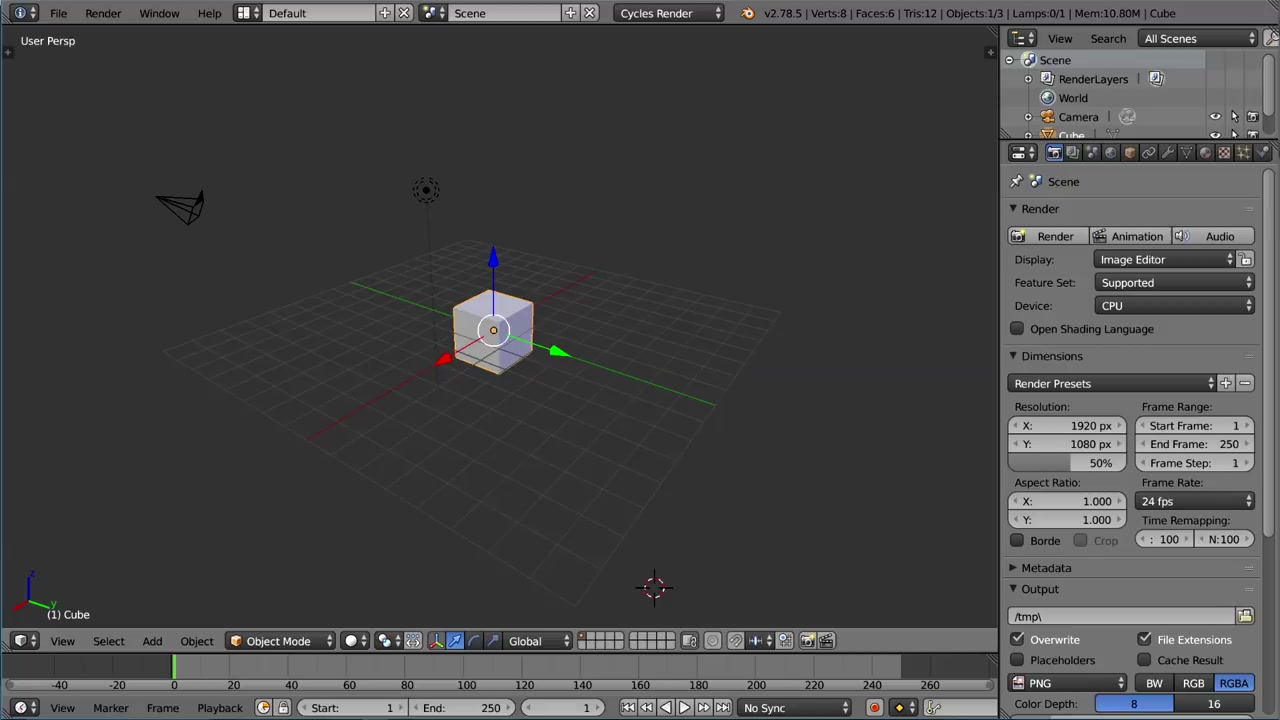 File Render Window Help Default Scene Cycles Render v2.78.5 | Verts:8 | Faces:6 | Tris:12 | Objects:1/3 | Lamps:0/1 | Mem:10.80M | Cube
User Persp
View Search All Scenes
Scene
RenderLayers
World
Camera
Cube
Scene
Render
Render Animation Audio
Display: Image Editor
Feature Set: Supported
Device: CPU
Open Shading Language
Dimensions
Render Presets
Resolution: Frame Range:
X: 1920 px Start Frame: 1
Y: 1080 px End Frame: 250
50% Frame Step: 1
Aspect Ratio: Frame Rate:
X: 1.000 24 fps
Y: 1.000 Time Remapping:
Borde Crop : 100 N:100
Metadata
Output
/tmp\
Overwrite File Extensions
Placeholders Cache Result
PNG BW RGB RGBA
Color Depth: 8 16
z
y
(1) Cube
View Select Add Object Object Mode Global
-40 -20 0 20 40 60 80 100 120 140 160 180 200 220 240 260
View Marker Frame Playback Start: 1 End: 250 1 No Sync